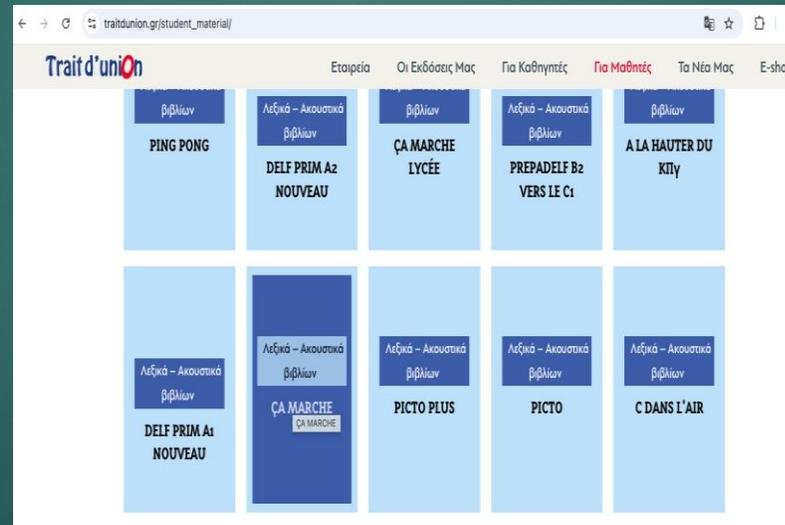 traitdunion.gr/student_material/
Trait d'union
Εταιρεία Οι Εκδόσεις Μας Για Καθηγητές Για Μαθητές Τα Νέα Μας E-sho
βιβλίων
PING PONG
Λεξικά – Ακουστικά
βιβλίων
DELF PRIM A2
NOUVEAU
βιβλίων
ÇA MARCHE
LYCÉE
Λεξικά – Ακουστικά
βιβλίων
PREPADELF B2
VERS LE C1
βιβλίων
A LA HAUTER DU
ΚΠγ
Λεξικά – Ακουστικά
βιβλίων
DELF PRIM A1
NOUVEAU
Λεξικά – Ακουστικά
βιβλίων
ÇA MARCHE
ÇA MARCHE
Λεξικά – Ακουστικά
βιβλίων
PICTO PLUS
Λεξικά – Ακουστικά
βιβλίων
PICTO
Λεξικά – Ακουστικά
βιβλίων
C DANS L'AIR